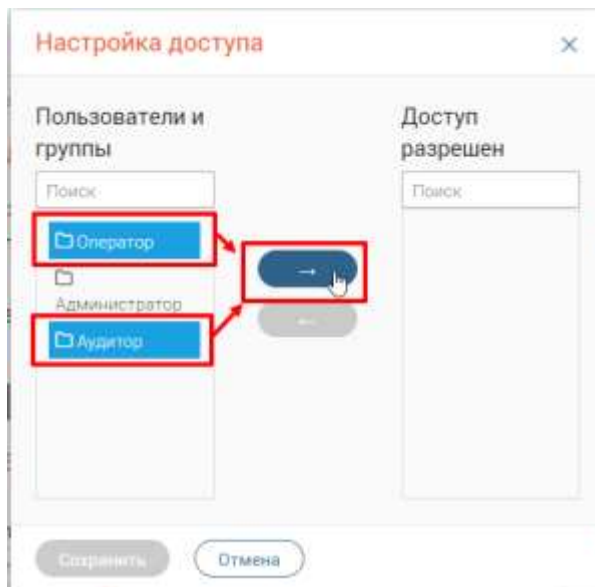 Настройка доступа
Пользователи и
группы
Доступ
разрешен
Поиск
Поиск
Оператор
→
Администратор
←
Аудитор
Сохранить
Отмена